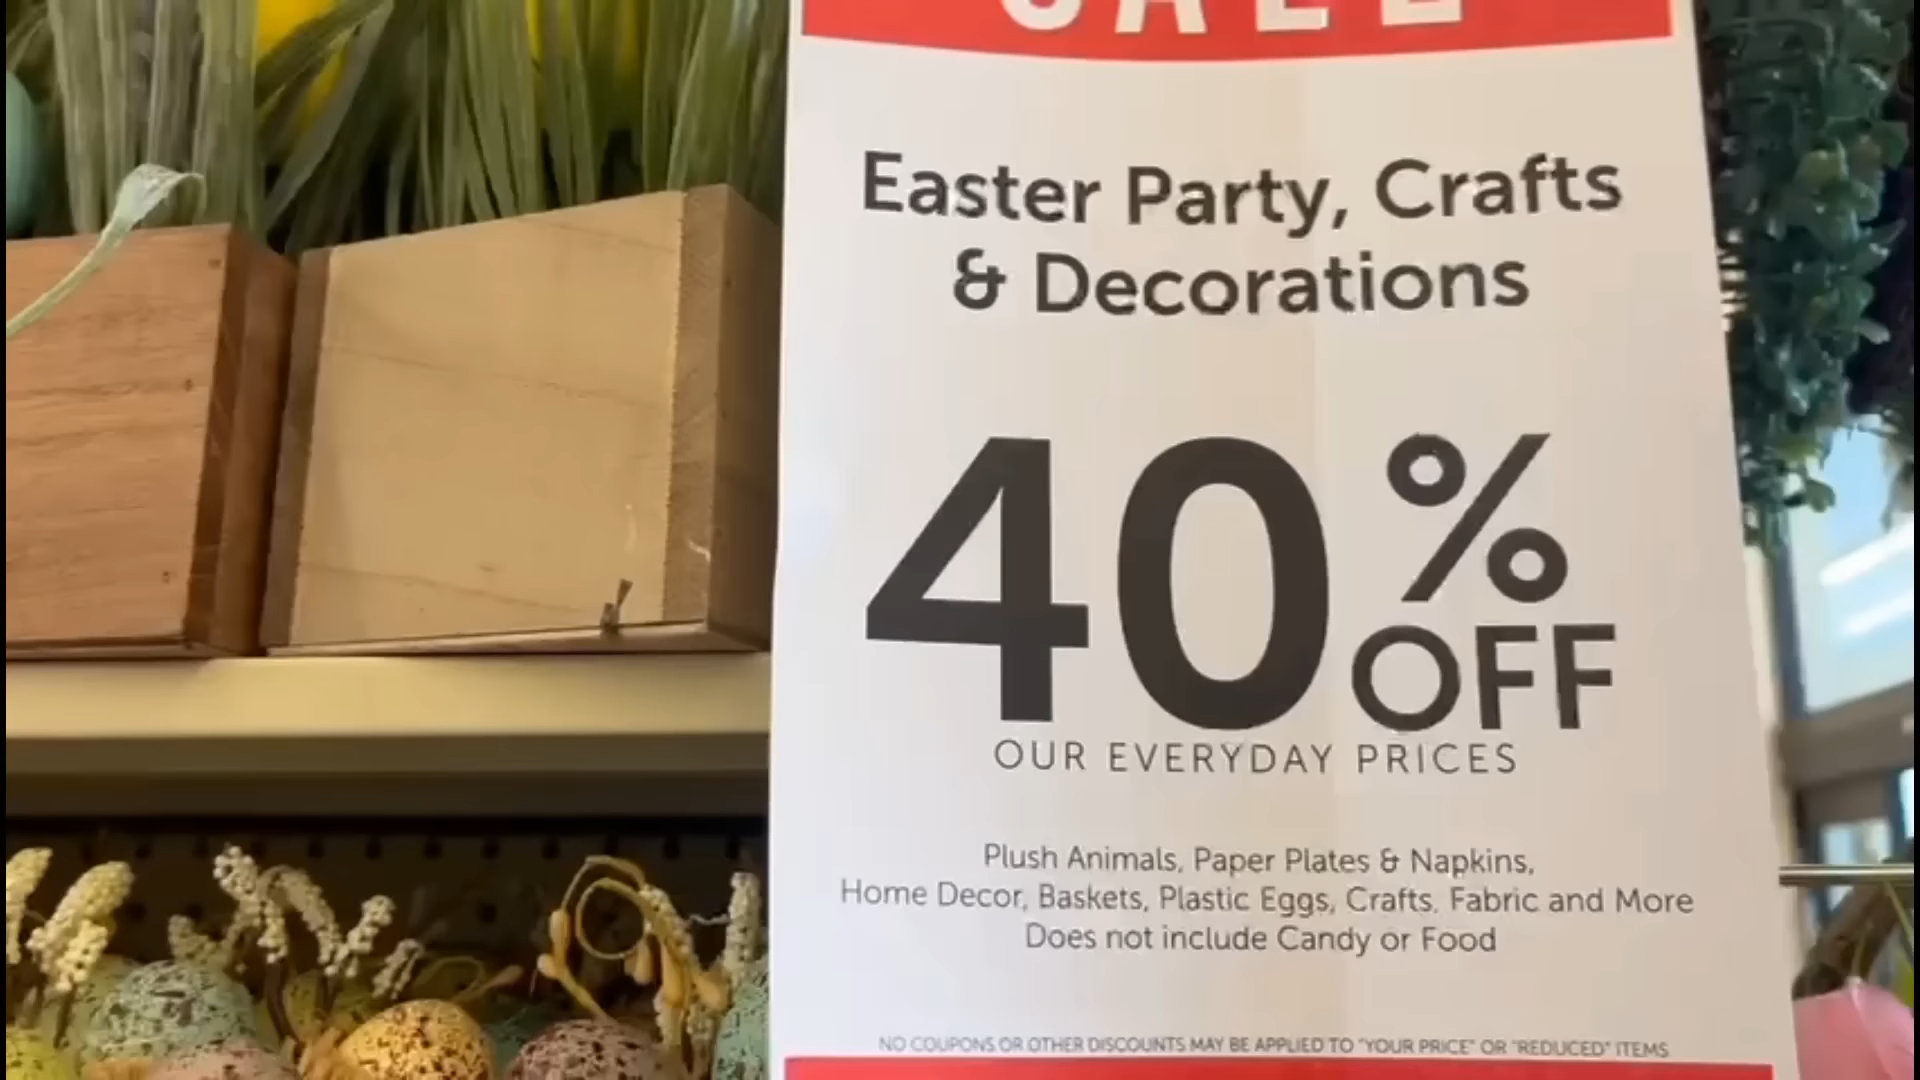 SALE
Easter Party, Crafts
& Decorations
40%
OFF
OUR EVERYDAY PRICES
Plush Animals, Paper Plates & Napkins,
Home Decor, Baskets, Plastic Eggs, Crafts, Fabric and More
Does not include Candy or Food
NO COUPONS OR OTHER DISCOUNTS MAY BE APPLIED TO "YOUR PRICE" OR "REDUCED" ITEMS